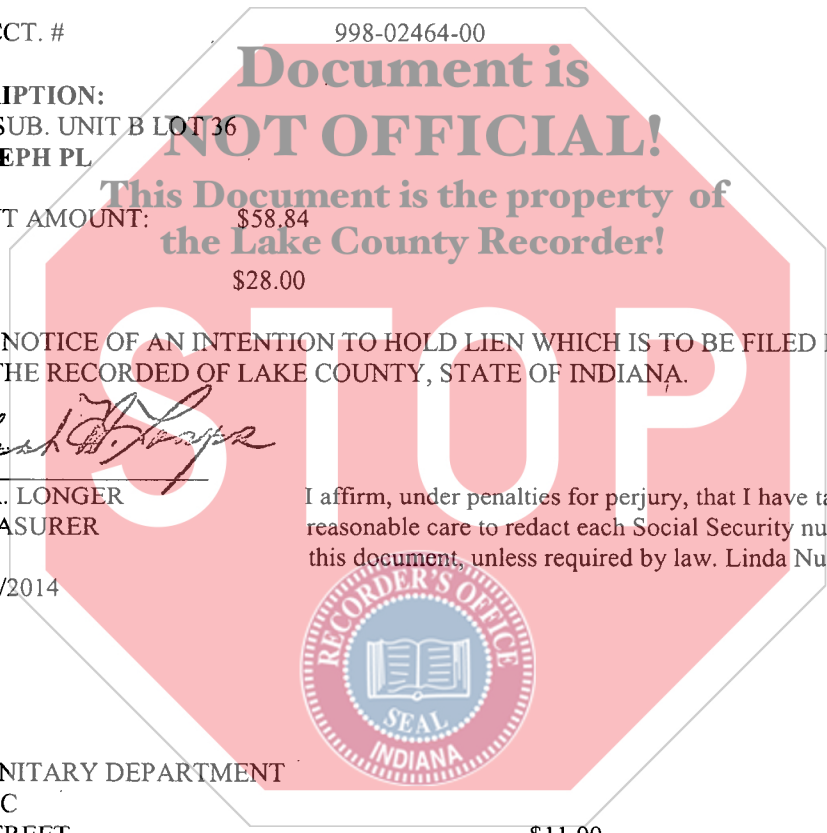 CCT. # 998-02464-00
Document is
IPTION:
SUB. UNIT B LOT 36
NOT OFFICIAL!
EPH PL
This Document is the property of
T AMOUNT: $58.84
the Lake County Recorder!
$28.00
NOTICE OF AN INTENTION TO HOLD LIEN WHICH IS TO BE FILED
THE RECORDED OF LAKE COUNTY, STATE OF INDIANA.
STOP
. LONGER I affirm, under penalties for perjury, that I have ta
ASURER reasonable care to redact each Social Security nu
this document, unless required by law. Linda Nu
/2014
RECORDER'S OFFICE
SEAL
INDIANA
NITARY DEPARTMENT
C
TREET $11.00